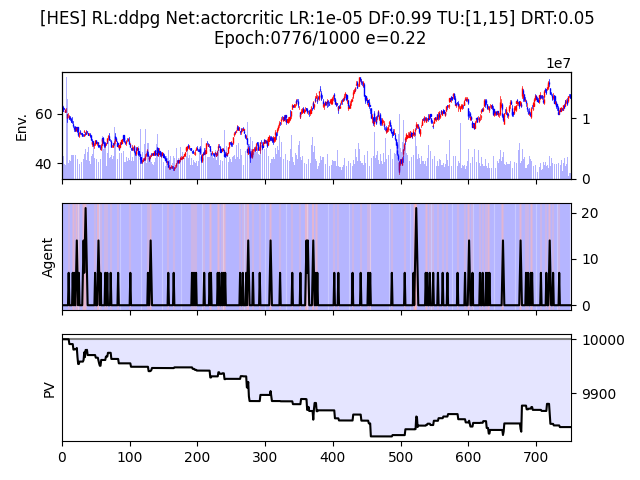 [HES] RL:ddpg Net:actorcritic LR:1e-05 DF:0.99 TU:[1,15] DRT:0.05
Epoch:0776/1000 e=0.22
1e7
Env.
60
40
1
0
Agent
20
10
0
PV
10000
9900
0 100 200 300 400 500 600 700